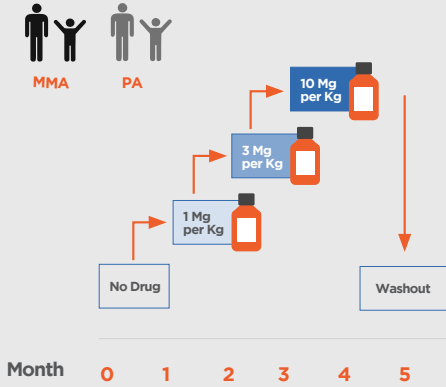 MMA PA
10 Mg
per Kg
3 Mg
per Kg
1 Mg
per Kg
No Drug
Washout
Month 0 1 2 3 4 5